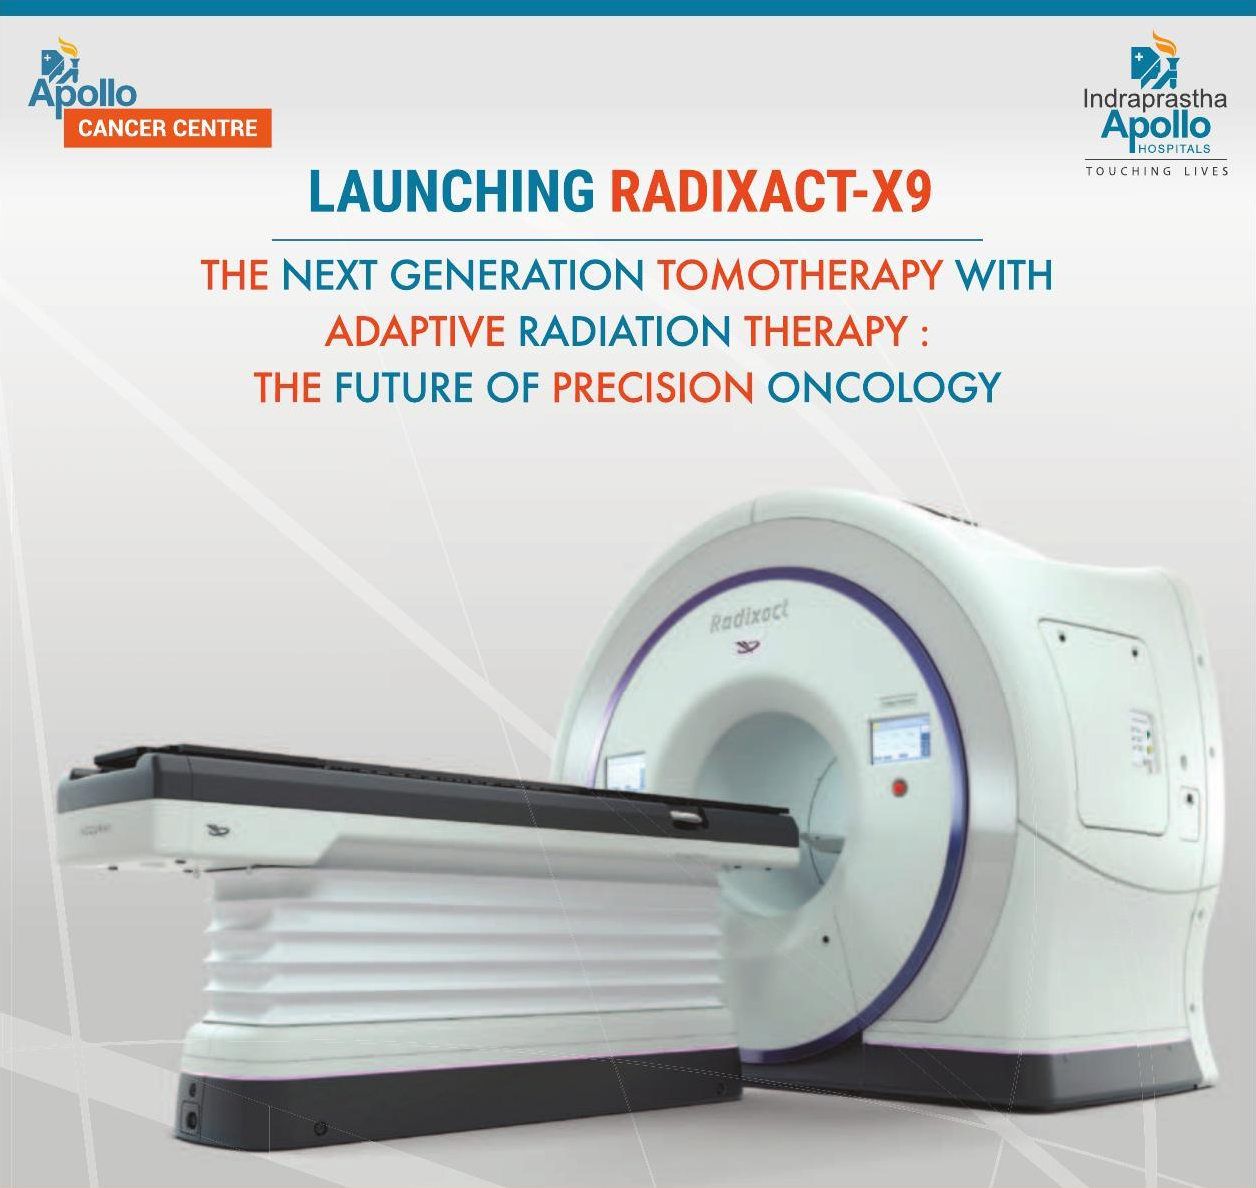 Apollo
CANCER CENTRE
Indraprastha
Apollo
HOSPITALS
TOUCHING LIVES
LAUNCHING RADIXACT-X9
THE NEXT GENERATION TOMOTHERAPY WITH
ADAPTIVE RADIATION THERAPY :
THE FUTURE OF PRECISION ONCOLOGY
Radixact